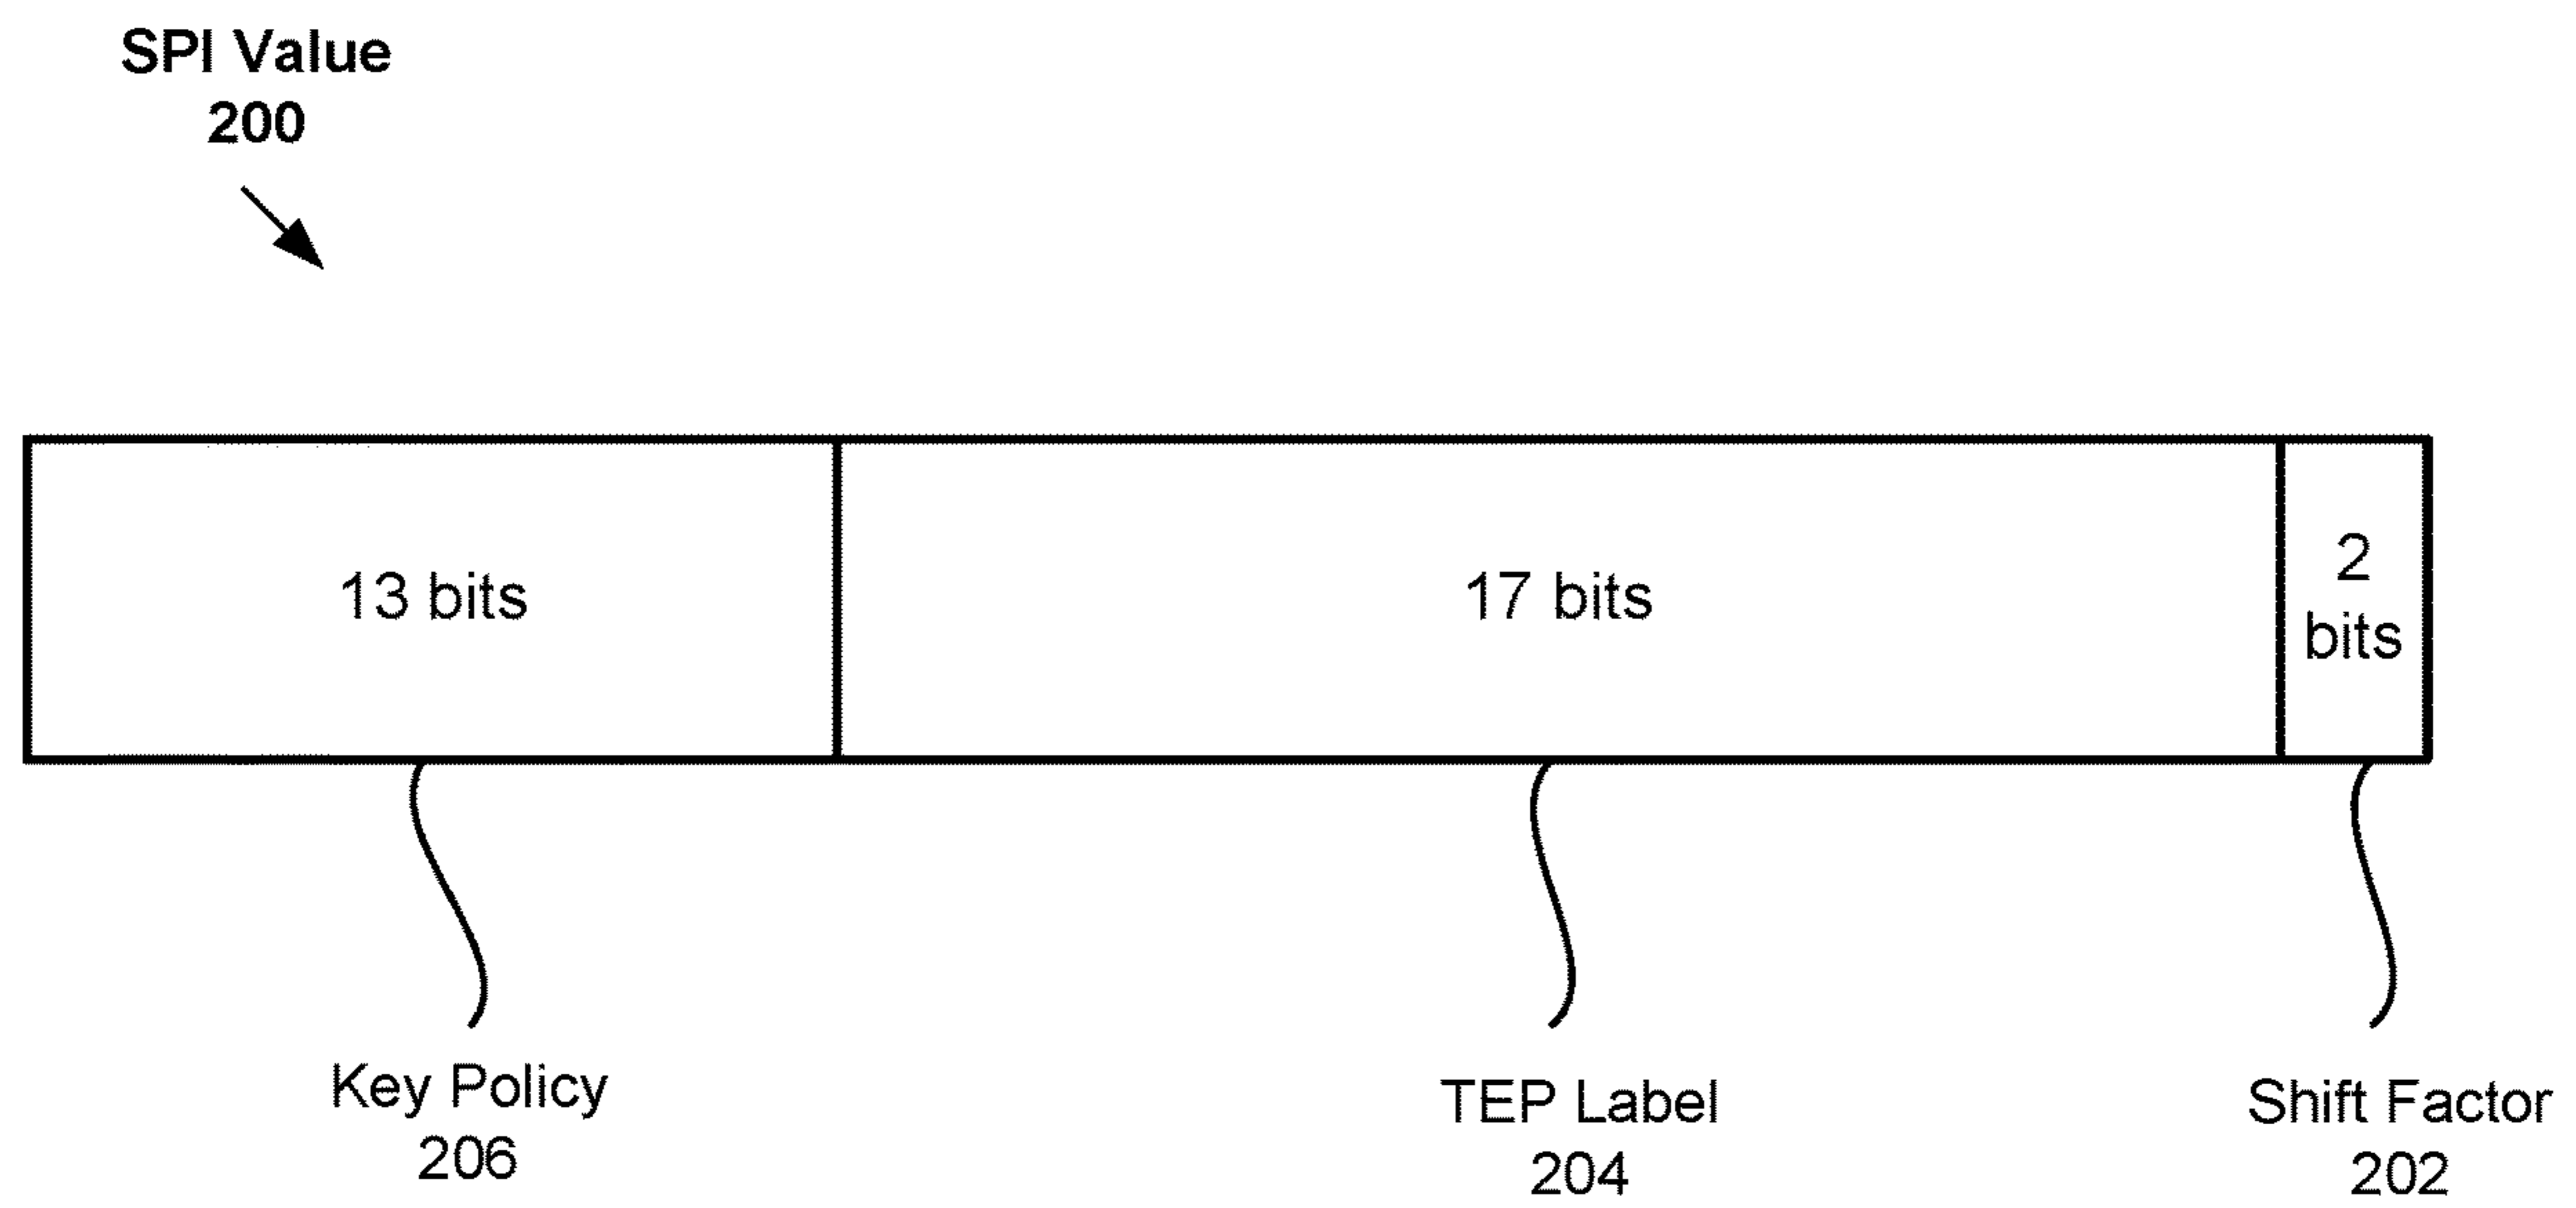 SPI Value
200
13 bits
17 bits
2
bits
Key Policy
206
TEP Label
204
Shift Factor
202